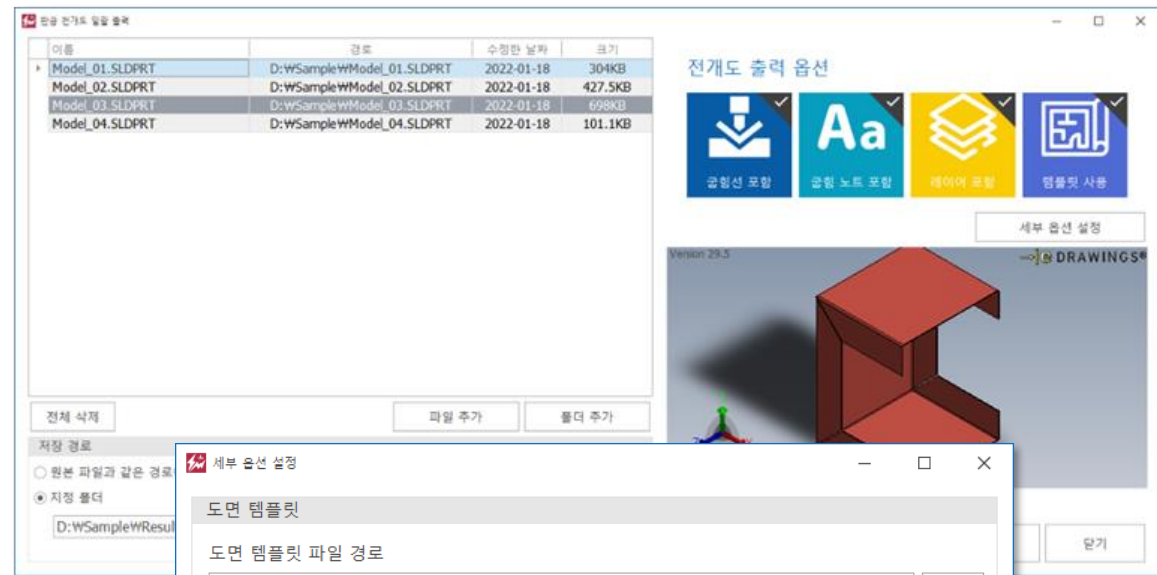 판금 전개도 일괄 출력
이름 경로 수정한 날짜 크기
Model_01.SLDPRT D:₩Sample₩Model_01.SLDPRT 2022-01-18 304KB
Model_02.SLDPRT D:₩Sample₩Model_02.SLDPRT 2022-01-18 427.5KB
Model_03.SLDPRT D:₩Sample₩Model_03.SLDPRT 2022-01-18 698KB
Model_04.SLDPRT D:₩Sample₩Model_04.SLDPRT 2022-01-18 101.1KB
전개도 출력 옵션
Aa
굽힘선 포함 굽힘 노트 포함 레이어 포함 템플릿 사용
세부 옵션 설정
Version 29.5
DRAWINGS®
전체 삭제 파일 추가 폴더 추가
저장 경로
원본 파일과 같은 경로
지정 폴더
D:₩Sample₩Resul
닫기
세부 옵션 설정
도면 템플릿
도면 템플릿 파일 경로